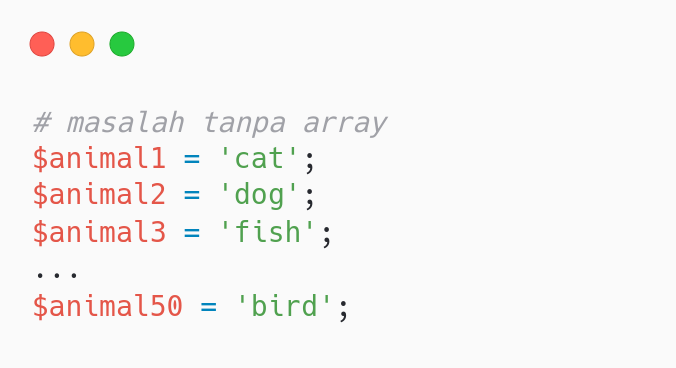 # masalah tanpa array
$animal1 = 'cat';
$animal2 = 'dog';
$animal3 = 'fish';
...
$animal50 = 'bird';